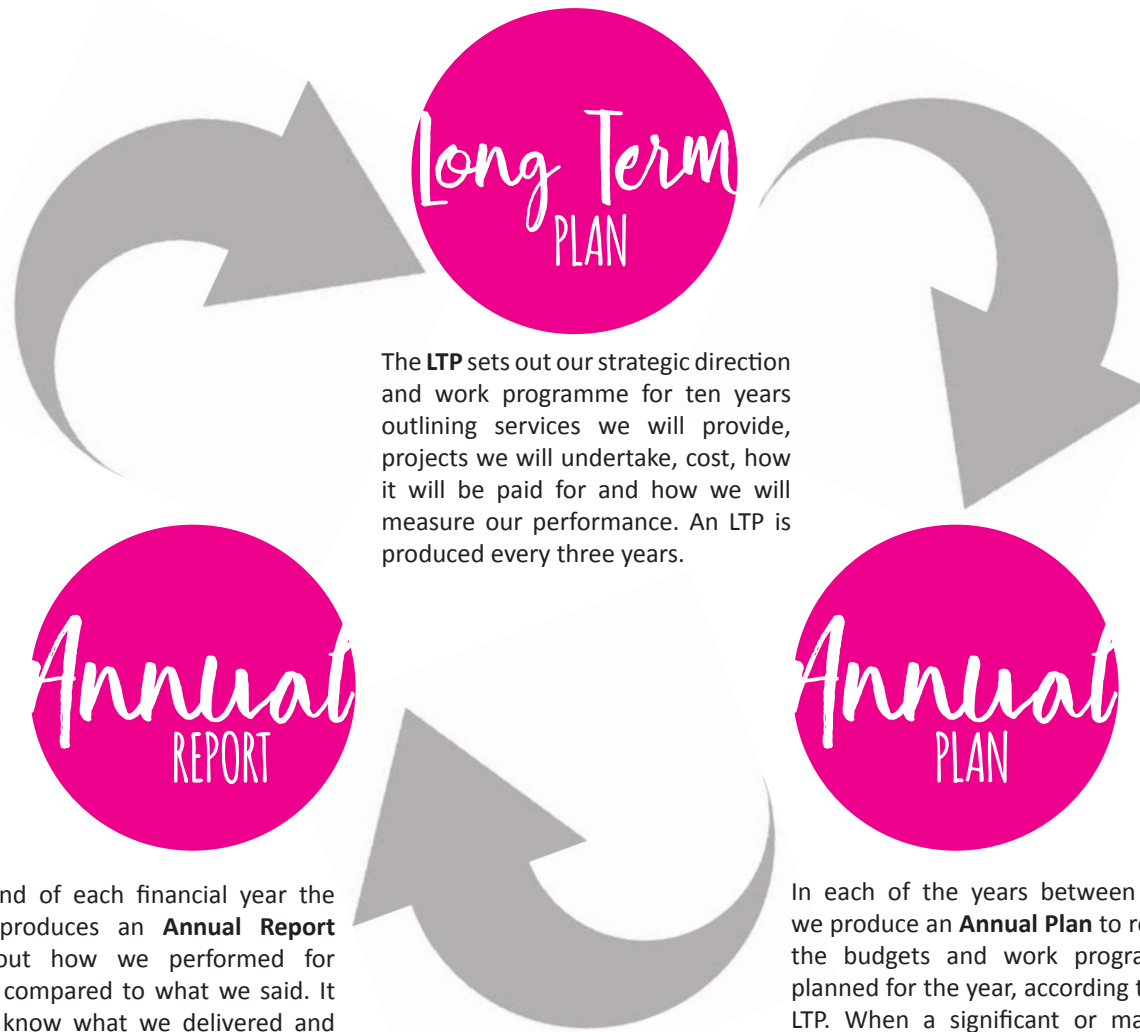 Long Term
PLAN
The LTP sets out our strategic direction
and work programme for ten years
outlining services we will provide,
projects we will undertake, cost, how
it will be paid for and how we will
measure our performance. An LTP is
produced every three years.
Annual
REPORT
of each financial year the
produces an Annual Report
how we performed for
compared to what we said. It
know what we delivered and
Annual
PLAN
In each of the years between
we produce an Annual Plan to
the budgets and work
planned for the year, according
LTP. When a significant or